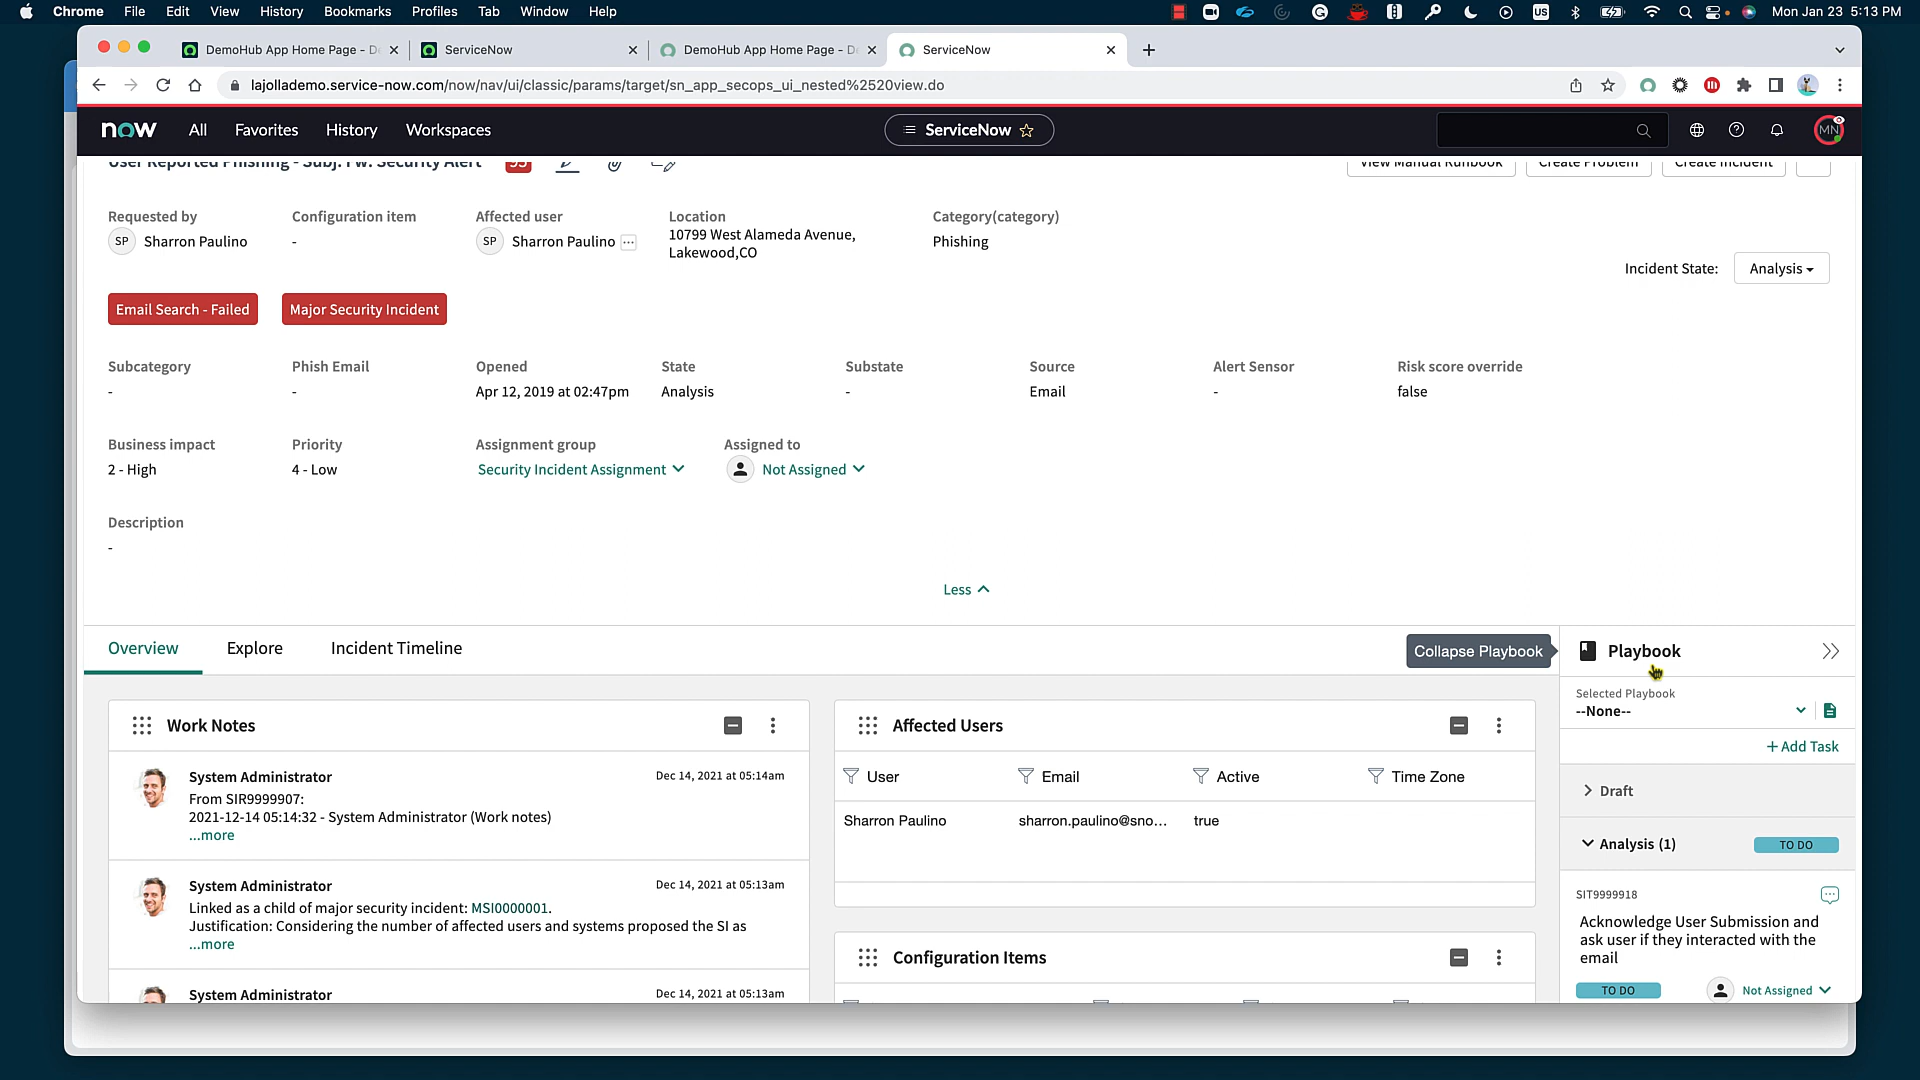 Chrome File Edit View History Bookmarks Profiles Tab Window Help
US Mon Jan 23 5:13 PM
DemoHub App Home Page - D
ServiceNow
DemoHub App Home Page - D
ServiceNow
lajollademo.service-now.com/now/nav/ui/classic/params/target/sn_app_secops_ui_nested%2520view.do
now All Favorites History Workspaces
ServiceNow
MN
User Reported Phishing - Subj: Fw: Security Alert
View Manual Runbook Create Problem Create Incident
Requested by Configuration item Affected user Location Category(category)
SP Sharron Paulino - SP Sharron Paulino 10799 West Alameda Avenue, Phishing
Lakewood,CO
Incident State: Analysis
Email Search - Failed Major Security Incident
Subcategory Phish Email Opened State Substate Source Alert Sensor Risk score override
- - Apr 12, 2019 at 02:47pm Analysis - Email - false
Business impact Priority Assignment group Assigned to
2 - High 4 - Low Security Incident Assignment Not Assigned
Description
-
Less
Overview Explore Incident Timeline
Collapse Playbook
Playbook
Selected Playbook
--None--
+ Add Task
Draft
Analysis (1) TO DO
SIT9999918
Acknowledge User Submission and
ask user if they interacted with the
email
TO DO Not Assigned
Work Notes
System Administrator Dec 14, 2021 at 05:14am
From SIR9999907:
2021-12-14 05:14:32 - System Administrator (Work notes)
...more
System Administrator Dec 14, 2021 at 05:13am
Linked as a child of major security incident: MSI0000001.
Justification: Considering the number of affected users and systems proposed the SI as
...more
System Administrator Dec 14, 2021 at 05:13am
Affected Users
User Email Active Time Zone
Sharron Paulino sharron.paulino@sno... true
Configuration Items